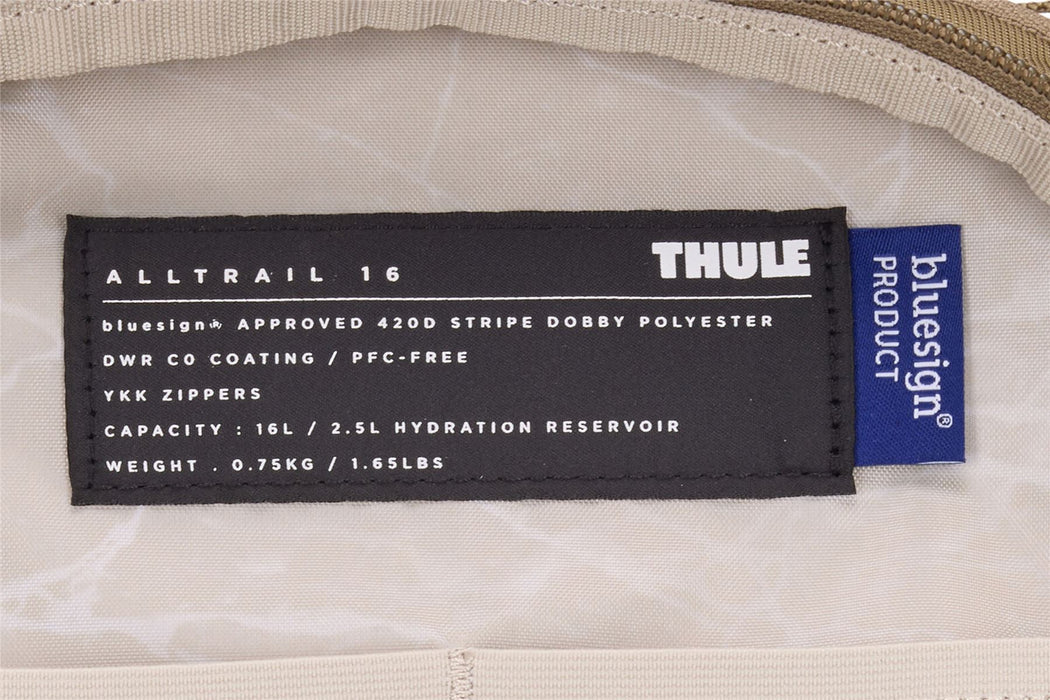 THULE
ALLTRAIL 16
bluesign® APPROVED 420D STRIPE DOBBY POLYESTER
DWR C0 COATING / PFC-FREE
YKK ZIPPERS
CAPACITY : 16L / 2.5L HYDRATION RESERVOIR
WEIGHT . 0.75KG / 1.65LBS
bluesign®
PRODUCT